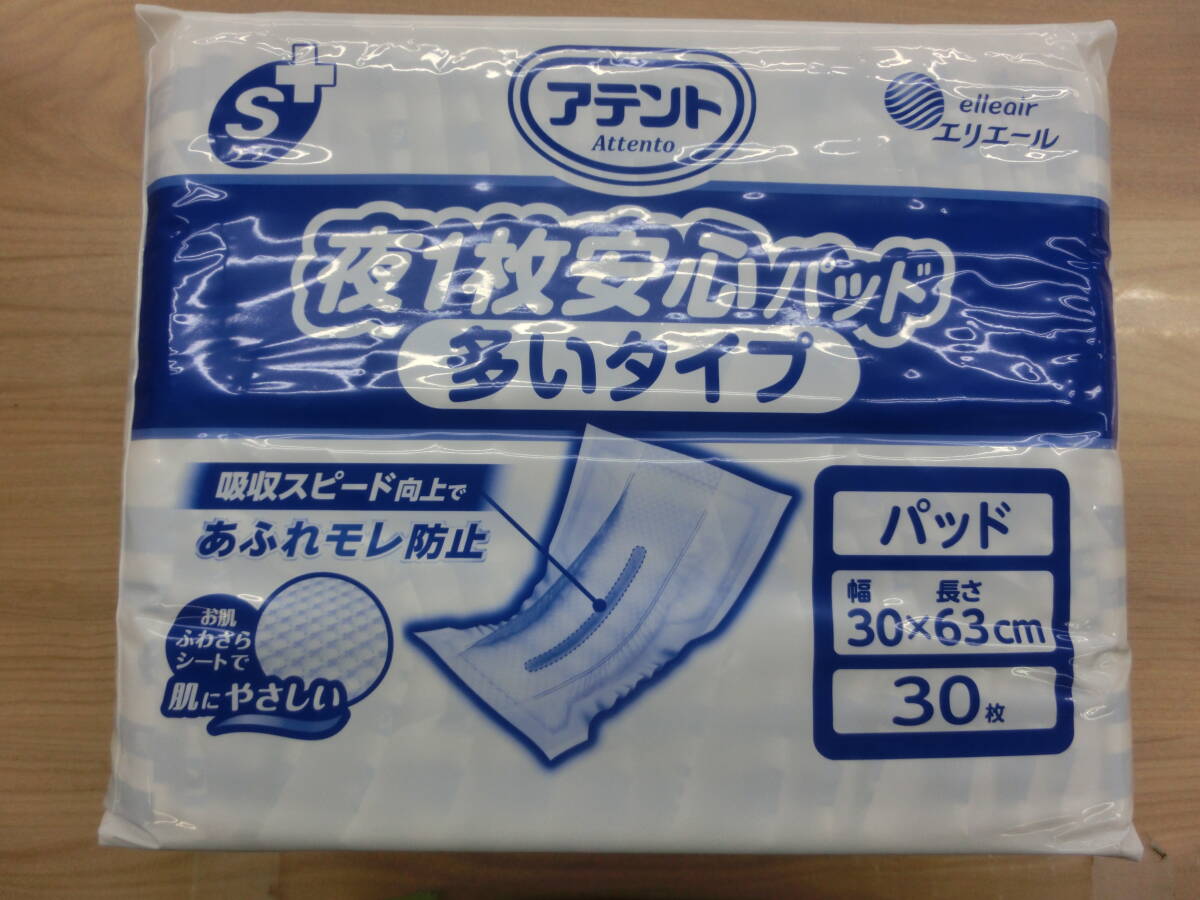 S+
アテント
Attento
elleair
エリエール
夜1枚安心パッド
多いタイプ
吸収スピード向上で
あふれモレ防止
お肌
ふわさら
シートで
肌にやさしい
パッド
幅 長さ
30×63cm
30枚